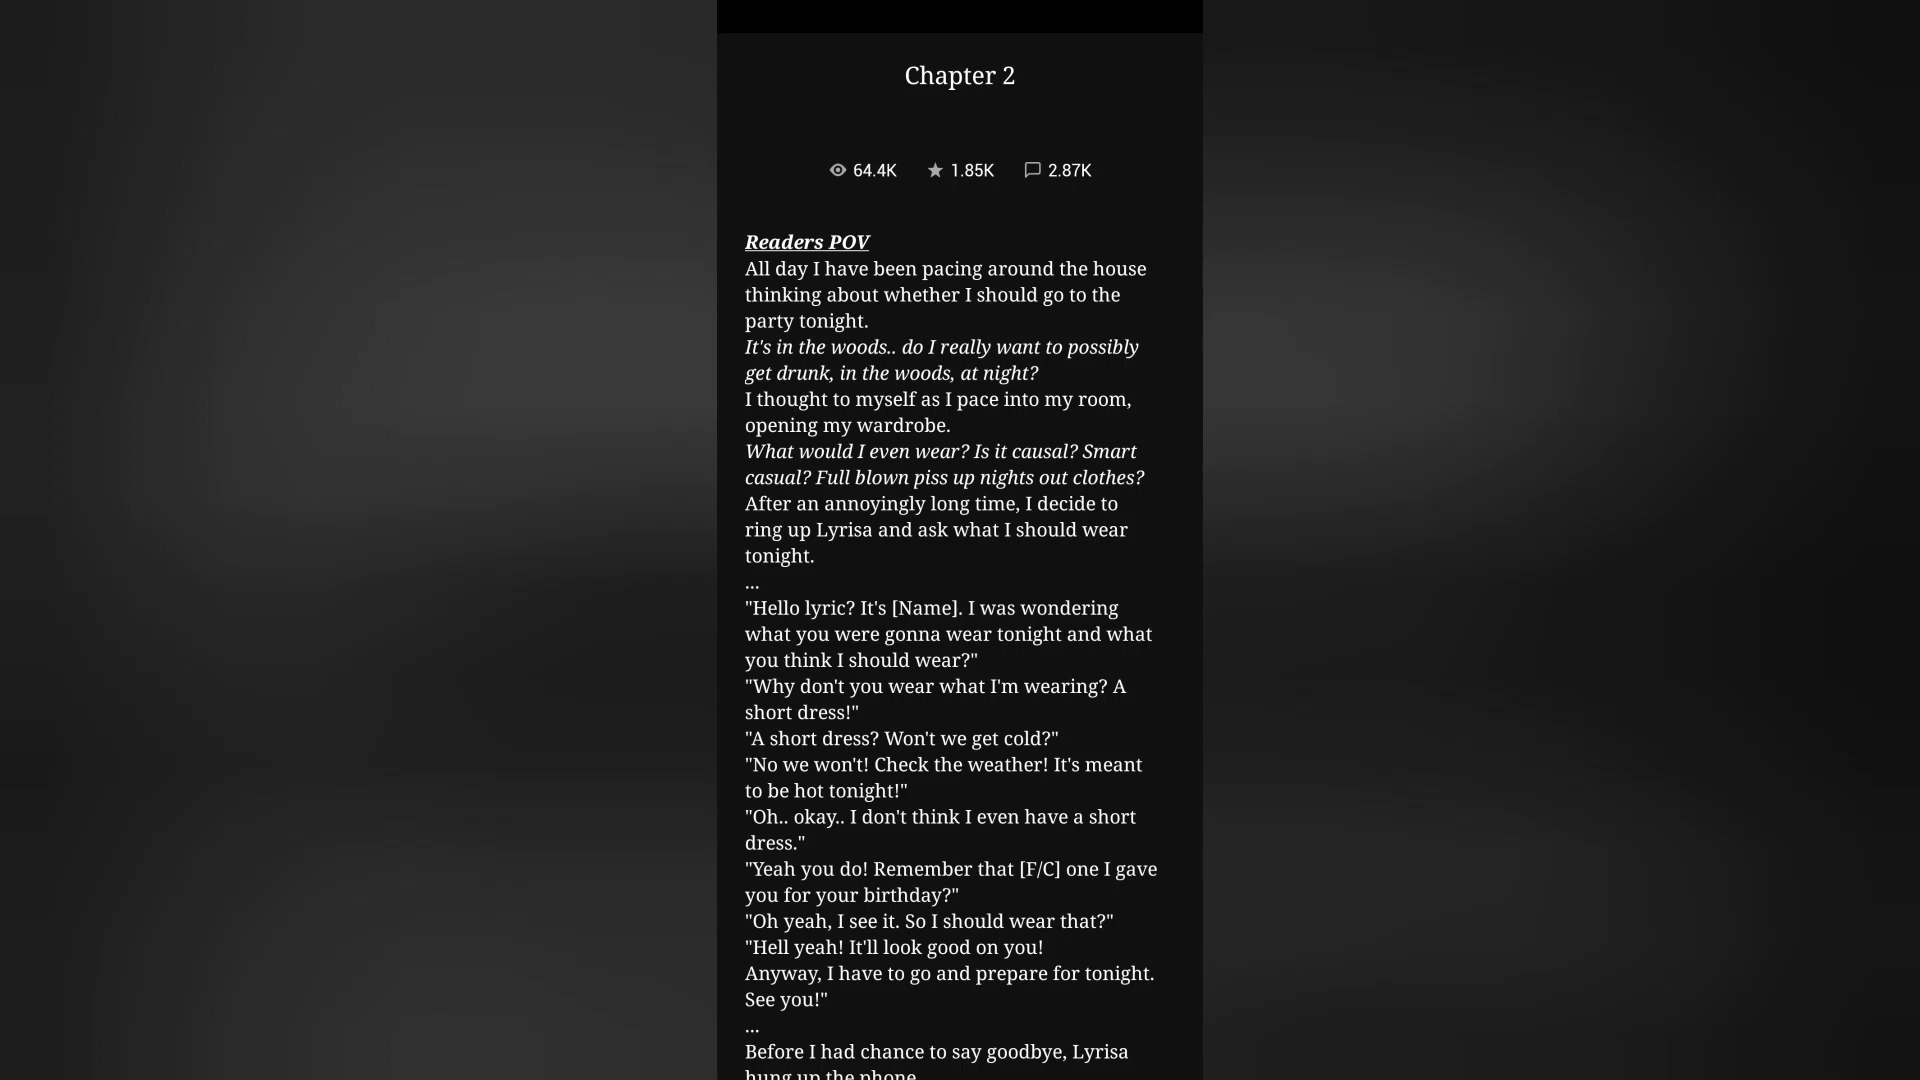 Chapter 2
64.4K 1.85K 2.87K
Readers POV
All day I have been pacing around the house
thinking about whether I should go to the
party tonight.
It's in the woods.. do I really want to possibly
get drunk, in the woods, at night?
I thought to myself as I pace into my room,
opening my wardrobe.
What would I even wear? Is it causal? Smart
casual? Full blown piss up nights out clothes?
After an annoyingly long time, I decide to
ring up Lyrisa and ask what I should wear
tonight.
...
"Hello lyric? It's [Name]. I was wondering
what you were gonna wear tonight and what
you think I should wear?"
"Why don't you wear what I'm wearing? A
short dress!"
"A short dress? Won't we get cold?"
"No we won't! Check the weather! It's meant
to be hot tonight!"
"Oh.. okay.. I don't think I even have a short
dress."
"Yeah you do! Remember that [F/C] one I gave
you for your birthday?"
"Oh yeah, I see it. So I should wear that?"
"Hell yeah! It'll look good on you!
Anyway, I have to go and prepare for tonight.
See you!"
...
Before I had chance to say goodbye, Lyrisa
hung up the phone